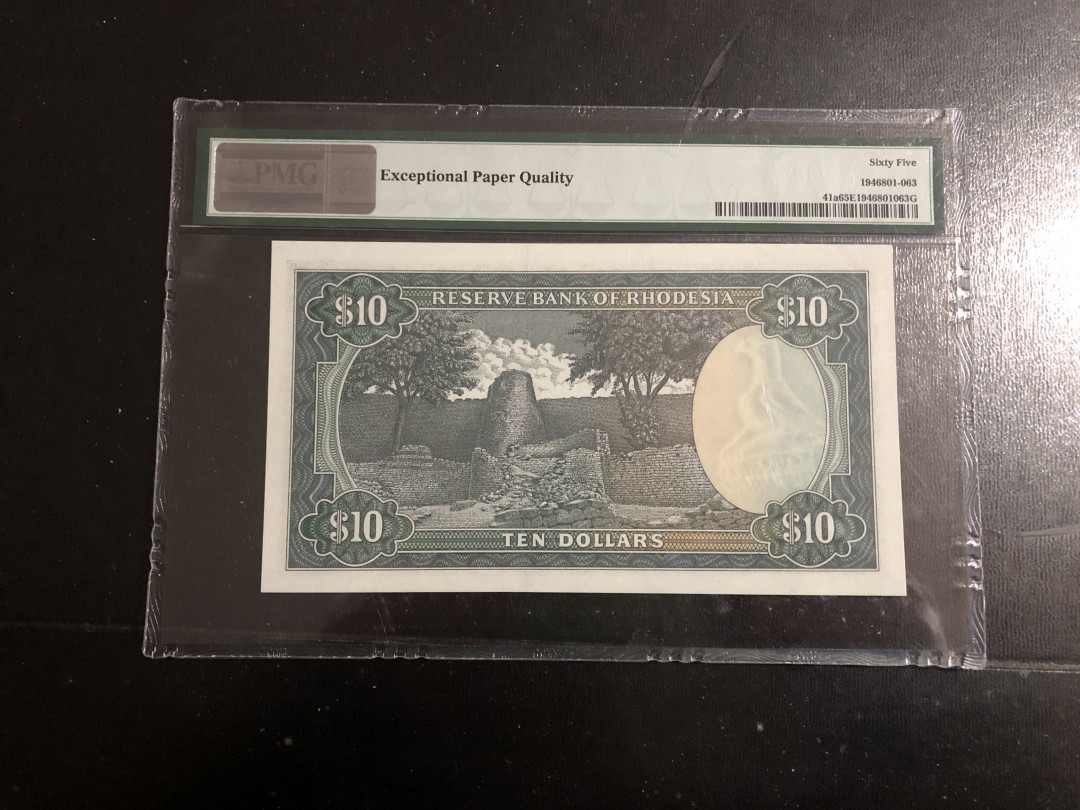 PMG
Exceptional Paper Quality
Sixty Five
1946801-063
41a65E1946801063G
$10
RESERVE BANK OF RHODESIA
$10
$10
TEN DOLLARS
$10